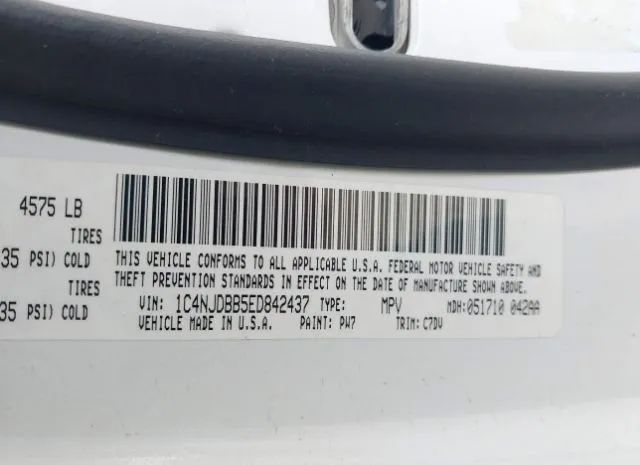 4575 LB
TIRES
35 PSI) COLD
TIRES
35 PSI) COLD
THIS VEHICLE CONFORMS TO ALL APPLICABLE U.S.A. FEDERAL MOTOR VEHICLE SAFETY AND
THEFT PREVENTION STANDARDS IN EFFECT ON THE DATE OF MANUFACTURE SHOWN ABOVE.
VIN: 1C4NJDBB5ED842437 TYPE: MPV MDH:051710 042AA
VEHICLE MADE IN U.S.A. PAINT: PW7 TRIM: C7DV